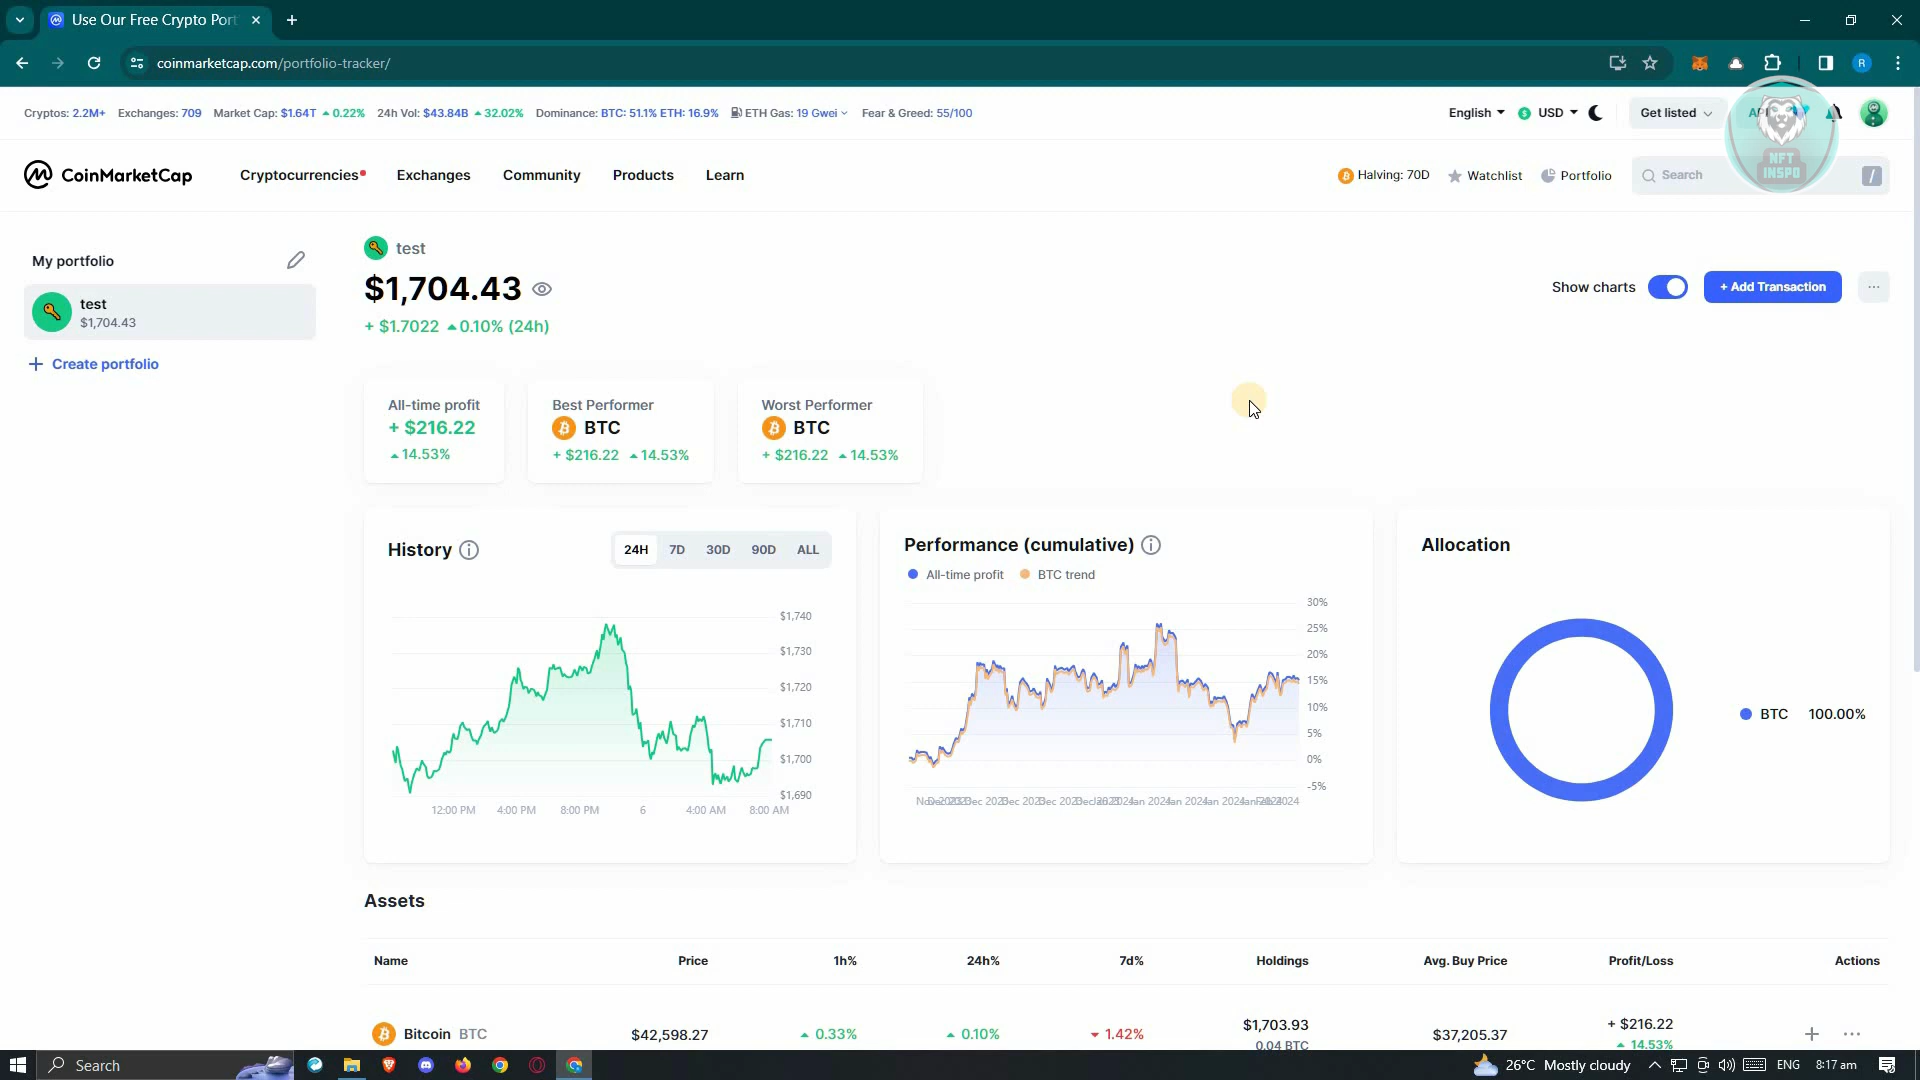 Use Our Free Crypto Port
coinmarketcap.com/portfolio-tracker/
R
Cryptos: 2.2M+ Exchanges: 709 Market Cap: $1.64T 0.22% 24h Vol: $43.84B 32.02% Dominance: BTC: 51.1% ETH: 16.9% ETH Gas: 19 Gwei Fear & Greed: 55/100
English USD Get listed API
CoinMarketCap Cryptocurrencies Exchanges Community Products Learn
Halving: 70D Watchlist Portfolio Search /
NFT
INSPO
My portfolio
test
$1,704.43
Create portfolio
test
$1,704.43
+ $1.7022 0.10% (24h)
Show charts + Add Transaction ...
All-time profit
+ $216.22
14.53%
Best Performer
BTC
+ $216.22 14.53%
Worst Performer
BTC
+ $216.22 14.53%
History 24H 7D 30D 90D ALL
$1,740
$1,730
$1,720
$1,710
$1,700
$1,690
12:00 PM 4:00 PM 8:00 PM 6 4:00 AM 8:00 AM
Performance (cumulative)
All-time profit BTC trend
30%
25%
20%
15%
10%
5%
0%
-5%
Allocation
BTC 100.00%
Assets
Name Price 1h% 24h% 7d% Holdings Avg. Buy Price Profit/Loss Actions
Bitcoin BTC $42,598.27 0.33% 0.10% 1.42% $1,703.93 $37,205.37 + $216.22
0.04 BTC 14.53%
Search 26°C Mostly cloudy ENG 8:17 am